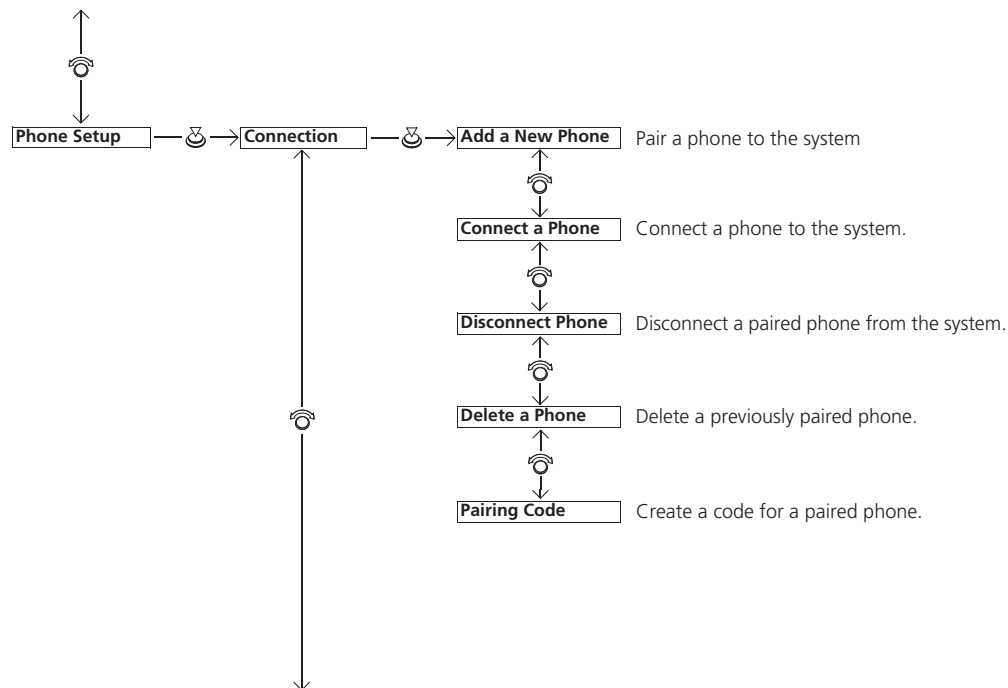 Phone Setup
Connection
Add a New Phone
Pair a phone to the system
Connect a Phone
Connect a phone to the system.
Disconnect Phone
Disconnect a paired phone from the system.
Delete a Phone
Delete a previously paired phone.
Pairing Code
Create a code for a paired phone.